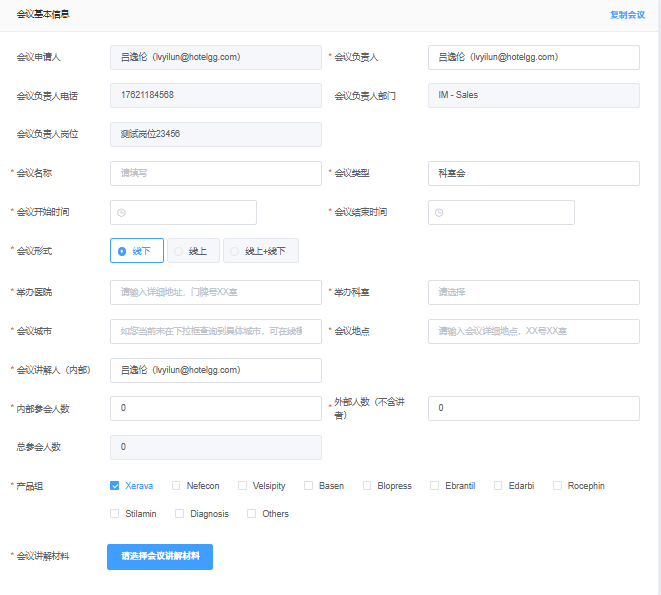 会议基本信息 复制会议
会议申请人 吕逸伦（lvyilun@hotelgg.com） * 会议负责人 吕逸伦（lvyilun@hotelgg.com）
会议负责人电话 17621184568 会议负责人部门 IM - Sales
会议负责人岗位 测试岗位23456
* 会议名称 请填写 * 会议类型 科室会
* 会议开始时间 * 会议结束时间
* 会议形式 线下 线上 线上+线下
* 举办医院 请输入详细地址，门牌号XX室 * 举办科室 请选择
* 会议城市 如您当前未在下拉框查询到具体城市，可在线 * 会议地点 请输入会议详细地点，XX号XX室
* 会议讲解人（内部） 吕逸伦（lvyilun@hotelgg.com）
* 内部参会人数 0 * 外部人数（不含讲
者） 0
总参会人数 0
* 产品组 Xerava Nefecon Velsipity Basen Blopress Ebrantil Edarbi Rocephin
Stilamin Diagnosis Others
* 会议讲解材料 请选择会议讲解材料